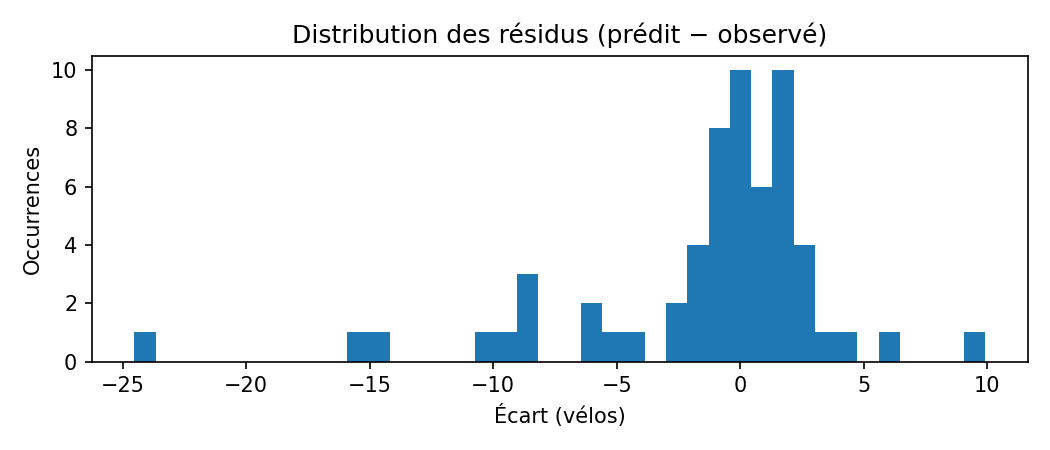 Distribution des résidus (prédit − observé)
Occurrences
10
8
6
4
2
0
−25 −20 −15 −10 −5 0 5 10
Écart (vélos)